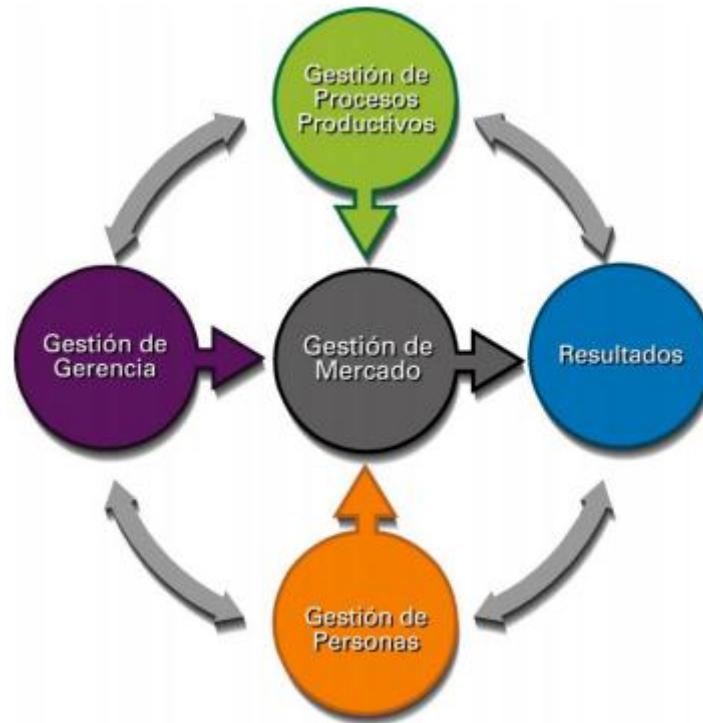 Gestión de
Procesos
Productivos
Gestión de
Gerencia
Gestión de
Mercado
Resultados
Gestión de
Personas